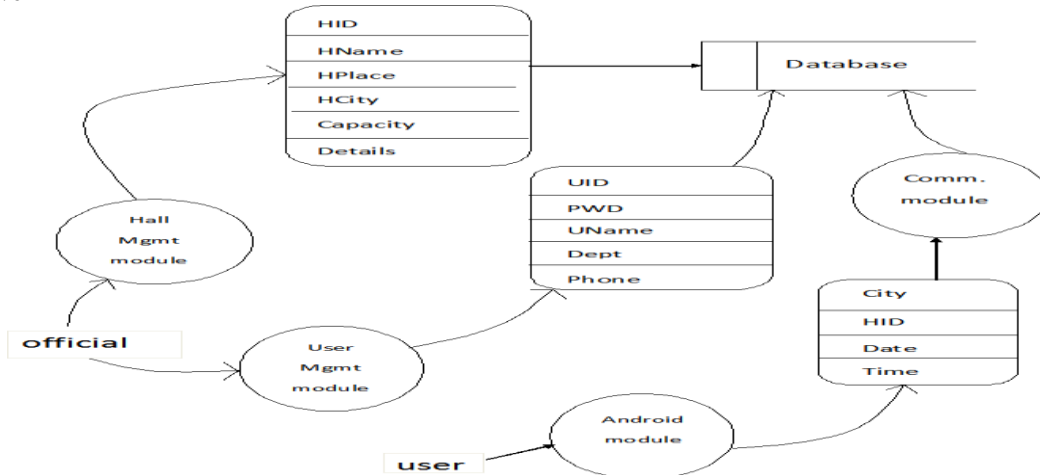 HID
HName
HPlace
HCity
Capacity
Details
Database
Hall
Mgmt
module
UID
PWD
UName
Dept
Phone
Comm.
module
official
User
Mgmt
module
City
HID
Date
Time
Android
module
user